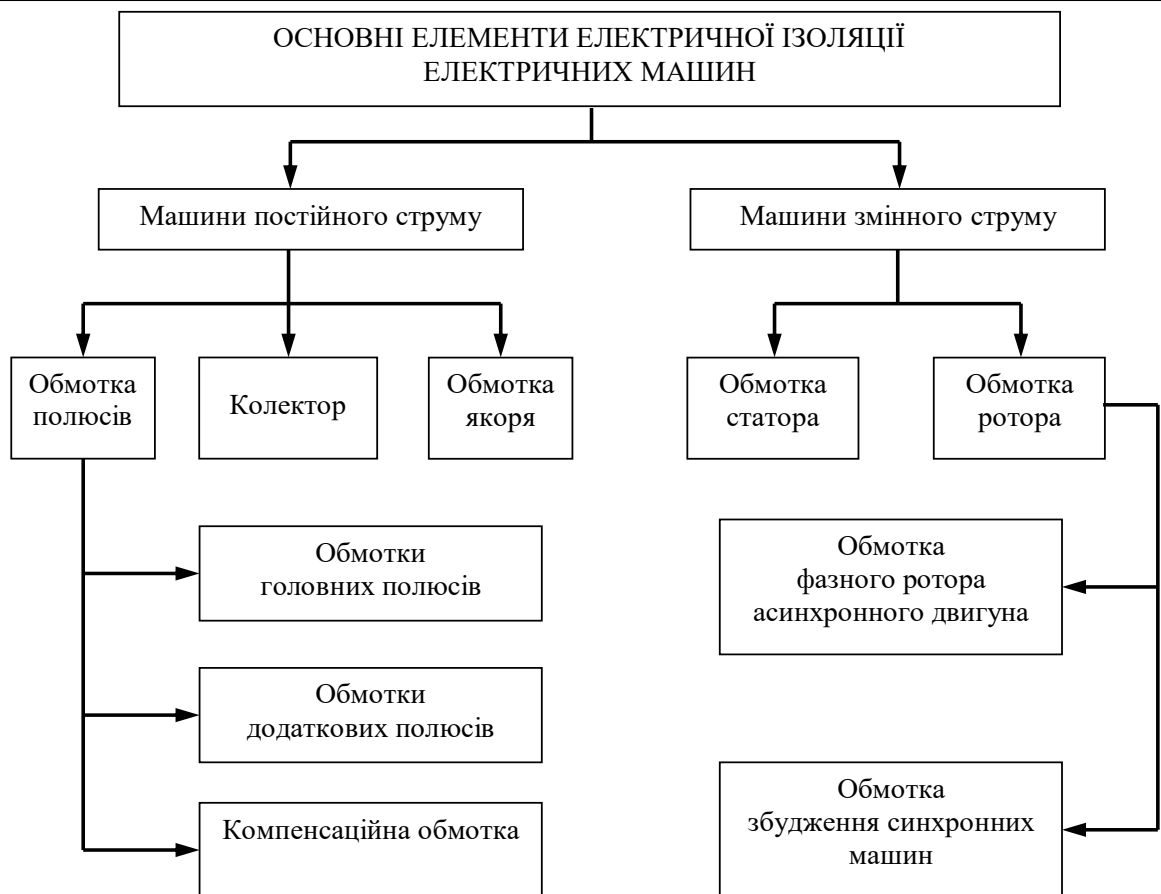 ОСНОВНІ ЕЛЕМЕНТИ ЕЛЕКТРИЧНОЇ ІЗОЛЯЦІЇ
ЕЛЕКТРИЧНИХ МАШИН
Машини постійного струму
Машини змінного струму
Обмотка
полюсів
Колектор
Обмотка
якоря
Обмотка
статора
Обмотка
ротора
Обмотки
головних полюсів
Обмотка
фазного ротора
асинхронного двигуна
Обмотки
додаткових полюсів
Компенсаційна обмотка
Обмотка
збудження синхронних
машин